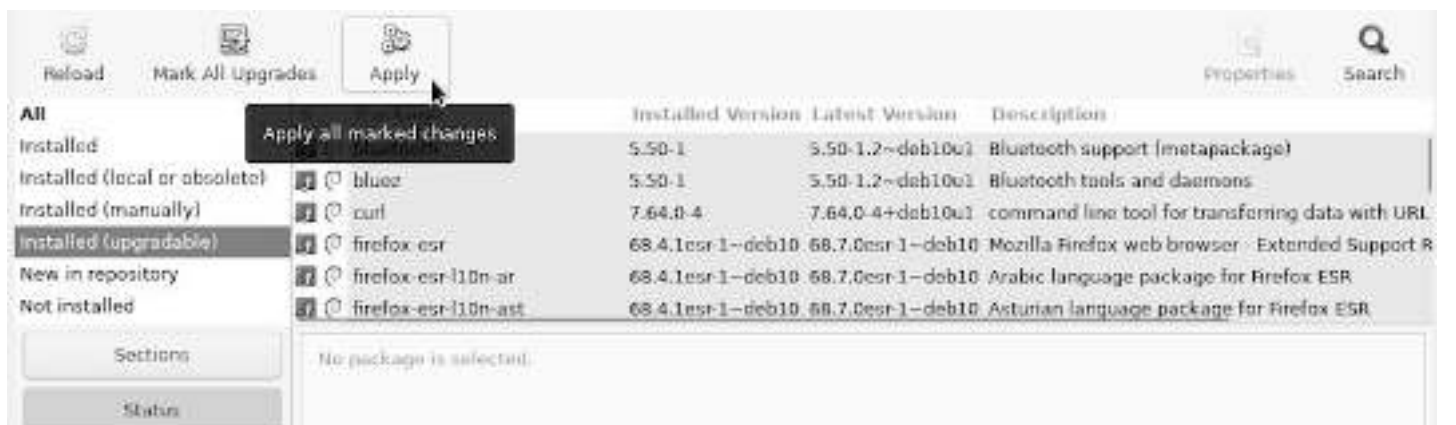 Reload Mark All Upgrades Apply Properties Search
All Installed Version Latest Version Description
Apply all marked changes
Installed 5.50-1 5.50-1.2~deb10u1 Bluetooth support (metapackage)
Installed (local or obsolete) bluez 5.50-1 5.50-1.2~deb10u1 Bluetooth tools and daemons
Installed (manually) curl 7.64.0-4 7.64.0-4+deb10u1 command line tool for transferring data with URL
Installed (upgradable) firefox-esr 68.4.1esr-1~deb10 68.7.0esr-1~deb10 Mozilla Firefox web browser - Extended Support R
New in repository firefox-esr-l10n-ar 68.4.1esr-1~deb10 68.7.0esr-1~deb10 Arabic language package for Firefox ESR
Not installed firefox-esr-l10n-ast 68.4.1esr-1~deb10 68.7.0esr-1~deb10 Asturian language package for Firefox ESR
Sections No package is selected.
Status